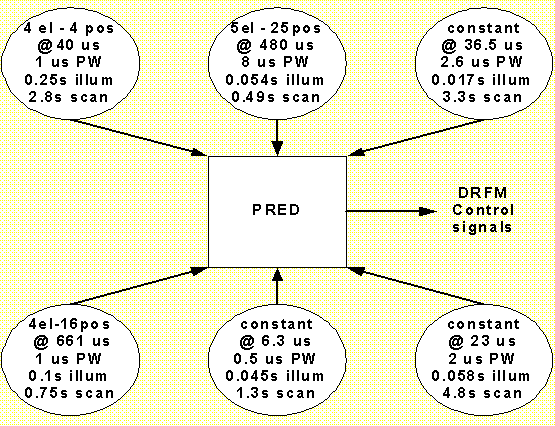 4 el - 4 pos
@ 40 us
1 us PW
0.25s illum
2.8s scan
5el - 25pos
@ 480 us
8 us PW
0.054s illum
0.49s scan
constant
@ 36.5 us
2.6 us PW
0.017s illum
3.3s scan
PRED
DRFM
Control
signals
4el-16pos
@ 661 us
1 us PW
0.1s illum
0.75s scan
constant
@ 6.3 us
0.5 us PW
0.045s illum
1.3s scan
constant
@ 23 us
2 us PW
0.058s illum
4.8s scan